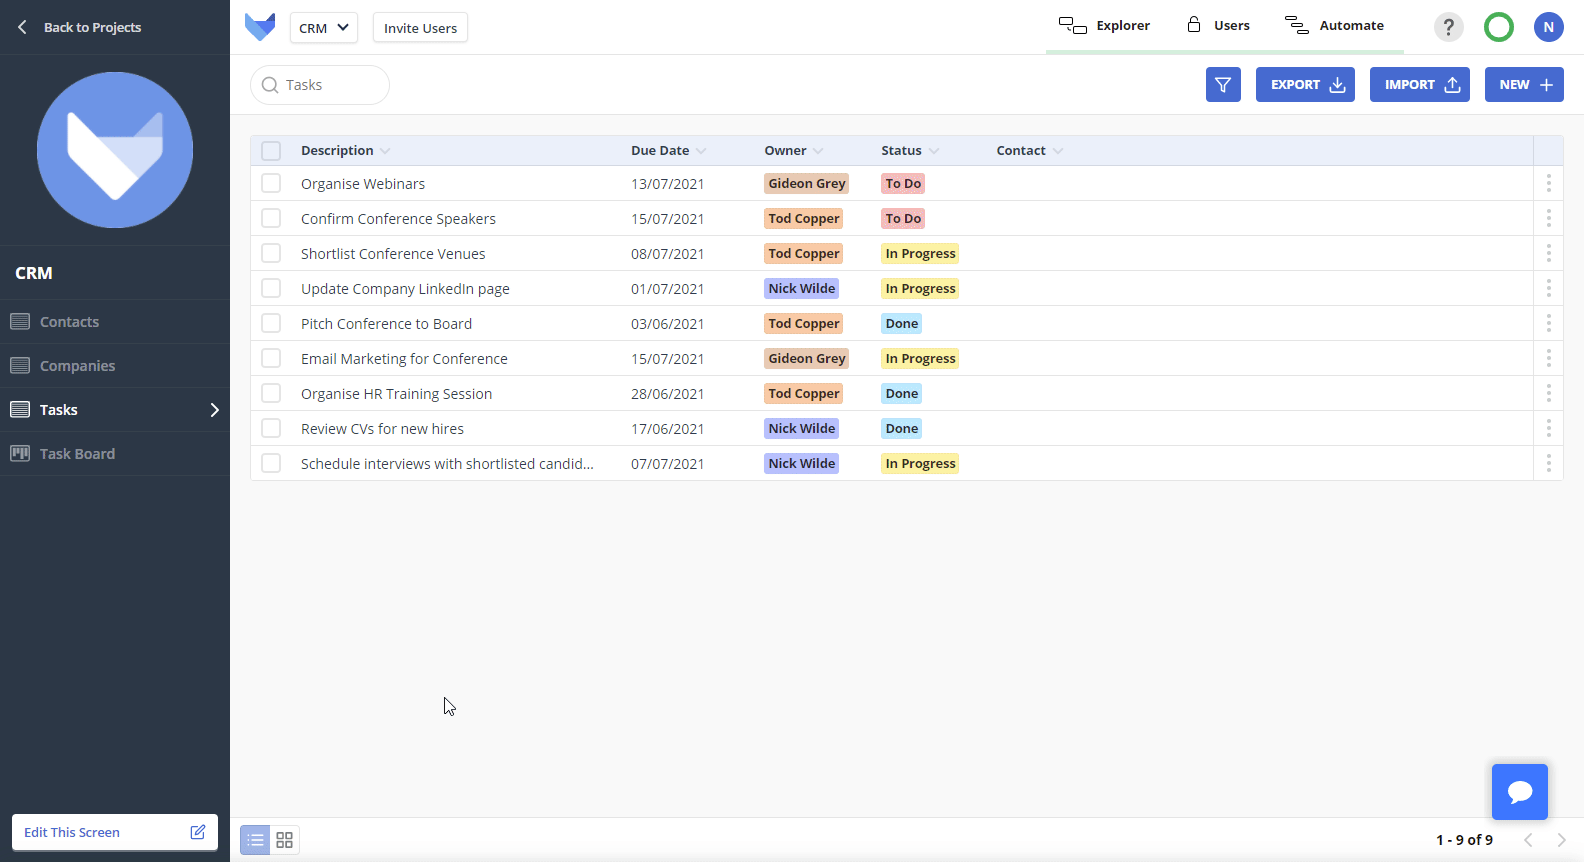 Back to Projects
CRM
Invite Users
Explorer
Users
Automate
?
N
Tasks
EXPORT
IMPORT
NEW
CRM
Contacts
Companies
Tasks
Task Board
Edit This Screen
Description Due Date Owner Status Contact
Organise Webinars 13/07/2021 Gideon Grey To Do
Confirm Conference Speakers 15/07/2021 Tod Copper To Do
Shortlist Conference Venues 08/07/2021 Tod Copper In Progress
Update Company LinkedIn page 01/07/2021 Nick Wilde In Progress
Pitch Conference to Board 03/06/2021 Tod Copper Done
Email Marketing for Conference 15/07/2021 Gideon Grey In Progress
Organise HR Training Session 28/06/2021 Tod Copper Done
Review CVs for new hires 17/06/2021 Nick Wilde Done
Schedule interviews with shortlisted candid... 07/07/2021 Nick Wilde In Progress
1 - 9 of 9